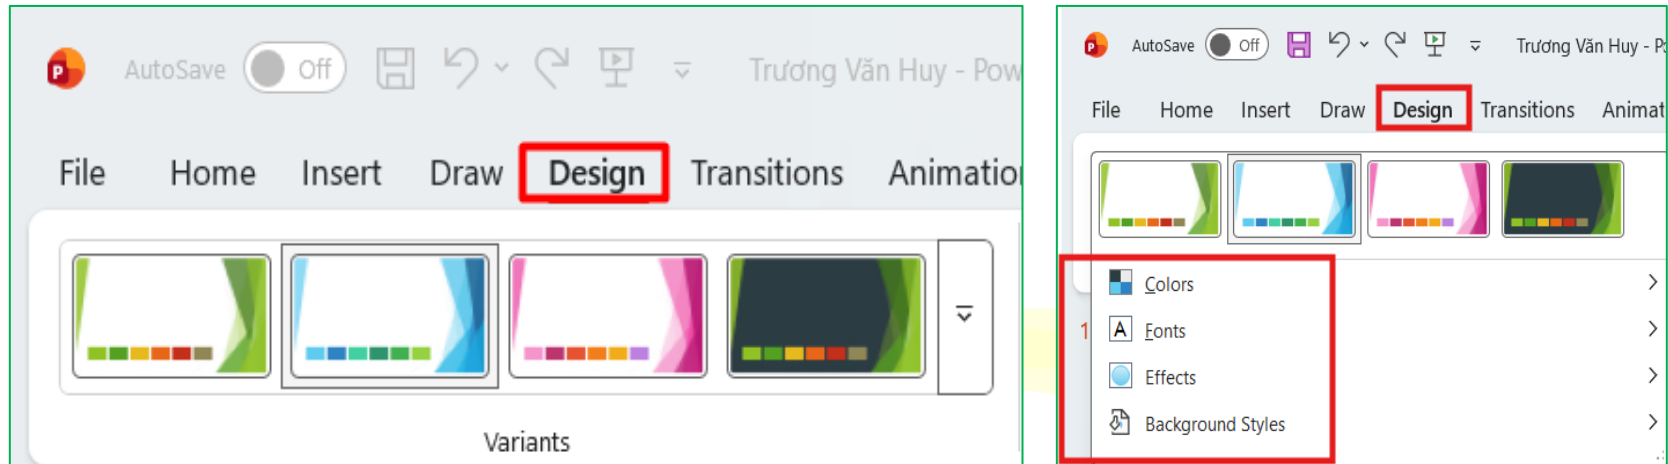 AutoSave Off Trương Văn Huy - Pow
File Home Insert Draw Design Transitions Animatio
Variants
AutoSave Off Trương Văn Huy - P
File Home Insert Draw Design Transitions Animat
Colors
1 A Fonts
Effects
Background Styles